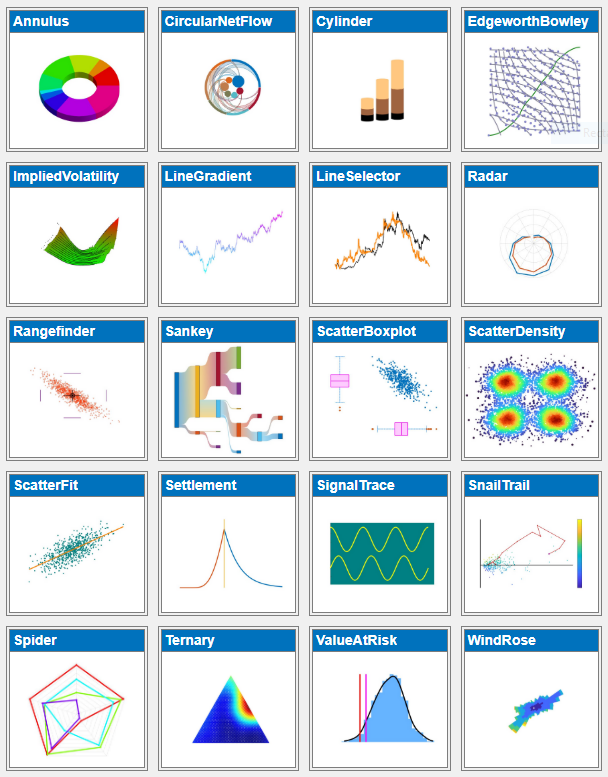 Annulus
CircularNetFlow
Cylinder
EdgeworthBowley
ImpliedVolatility
LineGradient
LineSelector
Radar
Rangefinder
Sankey
ScatterBoxplot
ScatterDensity
ScatterFit
Settlement
SignalTrace
SnailTrail
Spider
Ternary
ValueAtRisk
WindRose